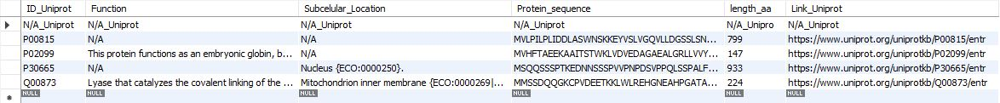 ID_Uniprot Function Subcelular_Location Protein_sequence length_aa Link_Uniprot
N/A_Uniprot N/A_Uniprot N/A_Uniprot N/A_Uniprot N/A_Unipro N/A_Uniprot
P00815 N/A N/A MVLPILPLIDDLASWNSKKEYVSLVGQVLLDGSSLSN... 799 https://www.uniprot.org/uniprotkb/P00815/entr
P02099 This protein functions as an embryonic globin, b... N/A MVHFTAEEKAAITSTWKLVDVEDAGAEALGRLLVVY... 147 https://www.uniprot.org/uniprotkb/P02099/entr
P30665 N/A Nucleus {ECO:0000250}. MSQQSSSPTKEDNNSSSPVVPNPDSVPPQLSSPALF... 933 https://www.uniprot.org/uniprotkb/P30665/entr
Q00873 Lyase that catalyzes the covalent linking of the ... Mitochondrion inner membrane {ECO:0000269|... MMSSDQQGKCPVDEETKKLWLREHGNEAHPGATA... 224 https://www.uniprot.org/uniprotkb/Q00873/entr
NULL NULL NULL NULL NULL NULL